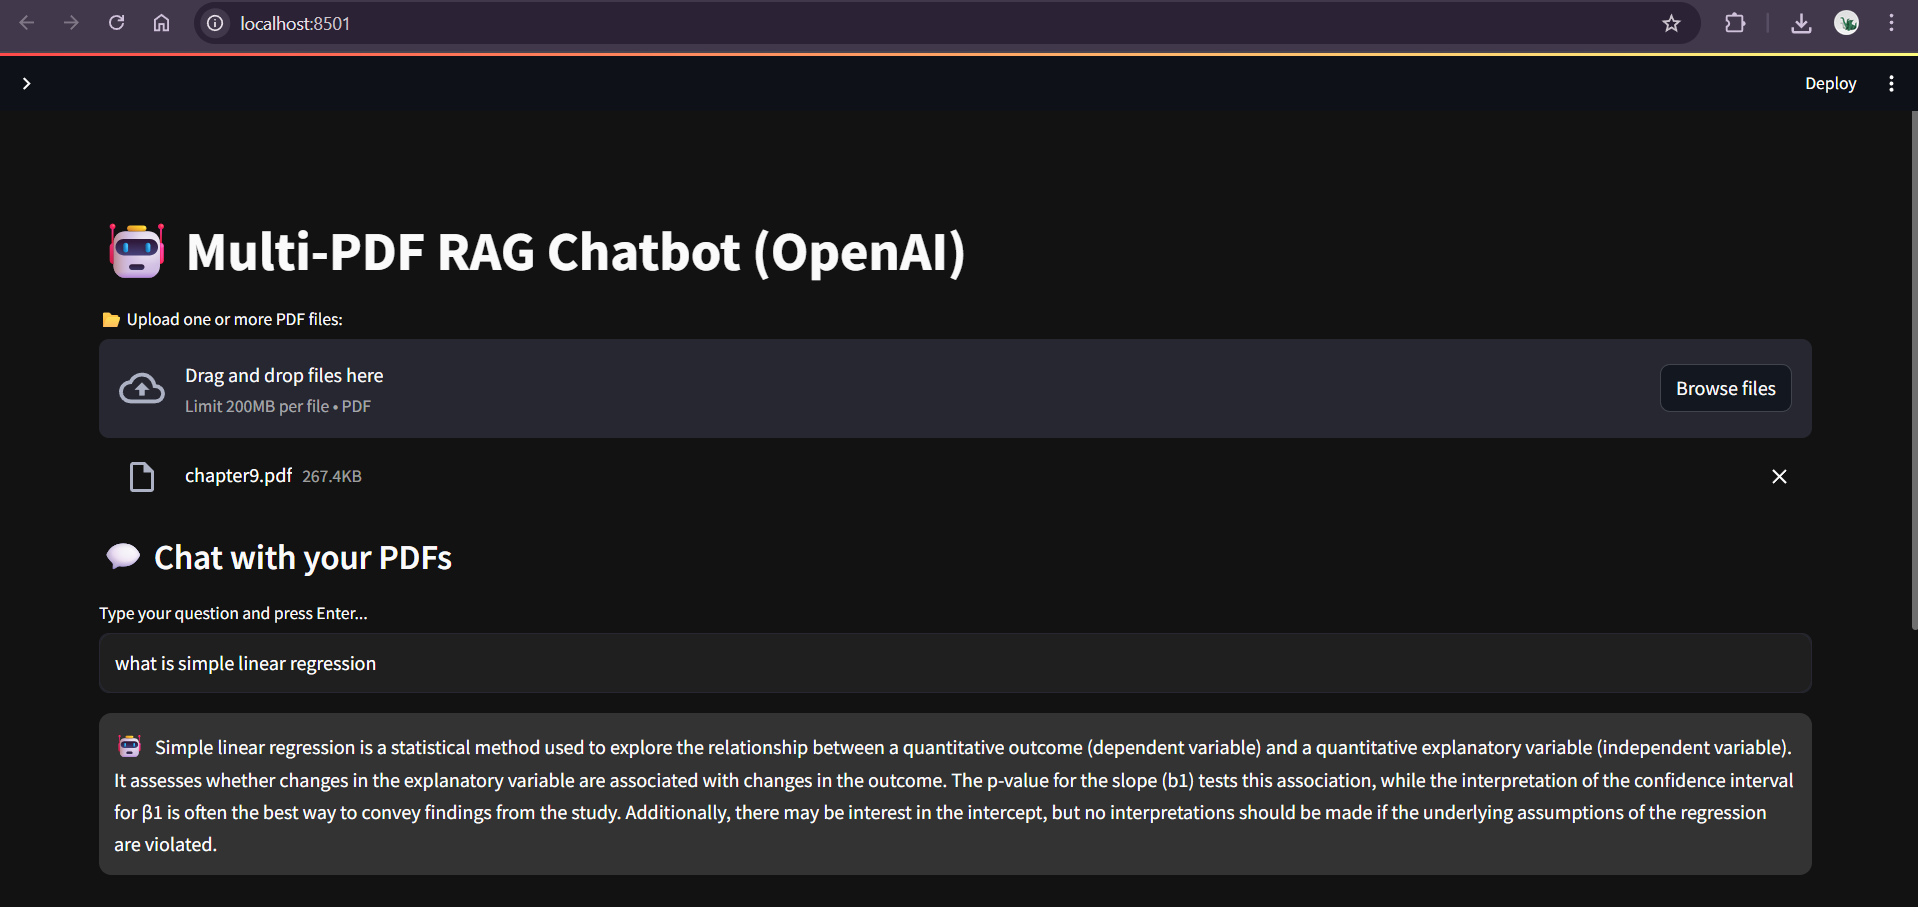 localhost:8501
Deploy
Multi-PDF RAG Chatbot (OpenAI)
Upload one or more PDF files:
Drag and drop files here
Limit 200MB per file • PDF
Browse files
chapter9.pdf 267.4KB
Chat with your PDFs
Type your question and press Enter...
what is simple linear regression
Simple linear regression is a statistical method used to explore the relationship between a quantitative outcome (dependent variable) and a quantitative explanatory variable (independent variable).
It assesses whether changes in the explanatory variable are associated with changes in the outcome. The p-value for the slope (b1) tests this association, while the interpretation of the confidence interval
for β1 is often the best way to convey findings from the study. Additionally, there may be interest in the intercept, but no interpretations should be made if the underlying assumptions of the regression
are violated.